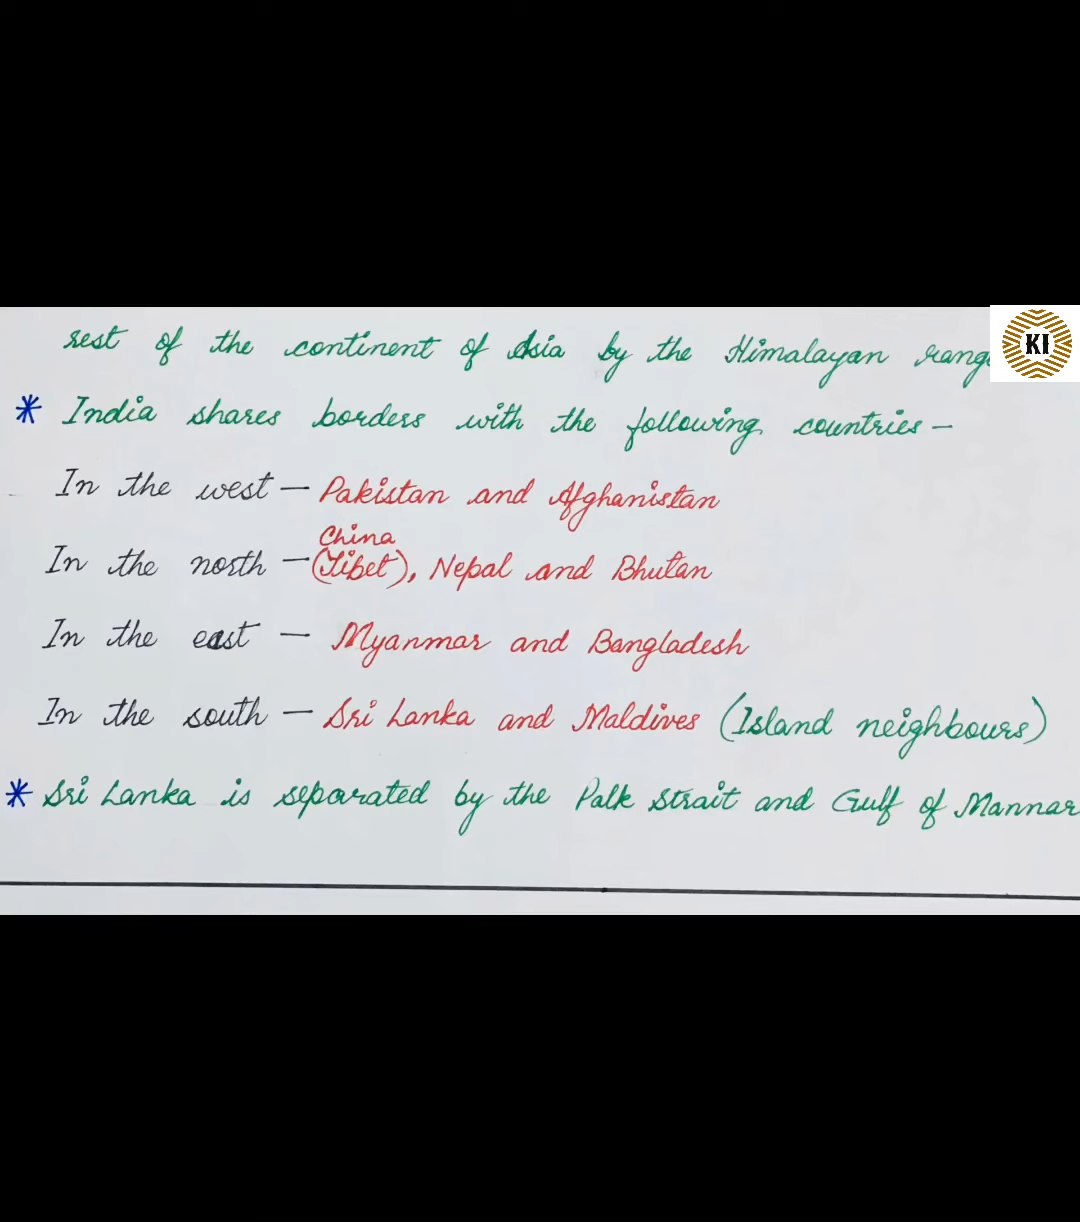 rest of the continent of Asia by the Himalayan
KI
* India shares borders with the following countries –
In the west – Pakistan and Afghanistan
China
In the north – (Tibet), Nepal and Bhutan
In the east – Myanmar and Bangladesh
In the south – Sri Lanka and Maldives (Island neighbours)
* Sri Lanka is separated by the Palk Strait and Gulf of Mannar